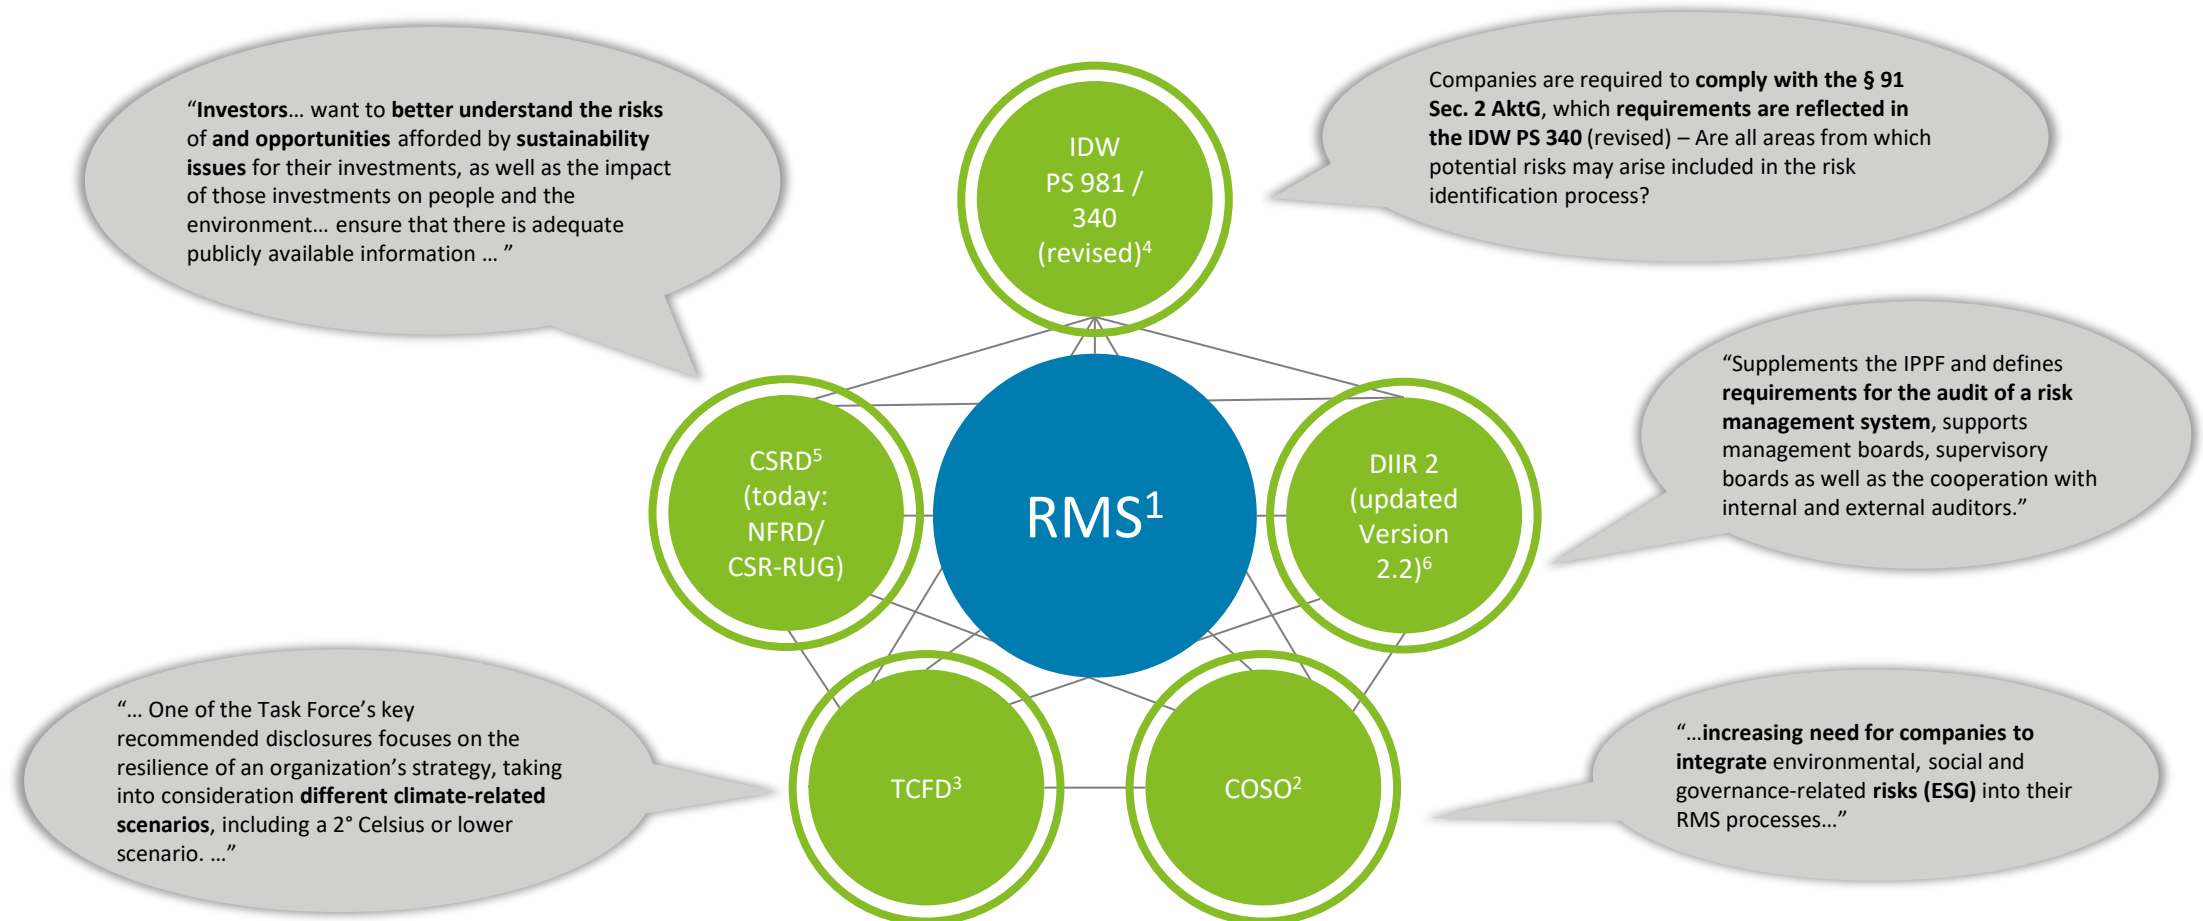 “Investors… want to better understand the risks
of and opportunities afforded by sustainability
issues for their investments, as well as the impact
of those investments on people and the
environment… ensure that there is adequate
publicly available information … ”
IDW
PS 981 /
340
(revised)⁴
Companies are required to comply with the § 91
Sec. 2 AktG, which requirements are reflected in
the IDW PS 340 (revised) – Are all areas from which
potential risks may arise included in the risk
identification process?
CSRD⁵
(today:
NFRD/
CSR-RUG)
RMS¹
DIIR 2
(updated
Version
2.2)⁶
“Supplements the IPPF and defines
requirements for the audit of a risk
management system, supports
management boards, supervisory
boards as well as the cooperation with
internal and external auditors.”
“… One of the Task Force’s key
recommended disclosures focuses on the
resilience of an organization’s strategy, taking
into consideration different climate-related
scenarios, including a 2° Celsius or lower
scenario. …”
TCFD³
COSO²
“…increasing need for companies to
integrate environmental, social and
governance-related risks (ESG) into their
RMS processes…”